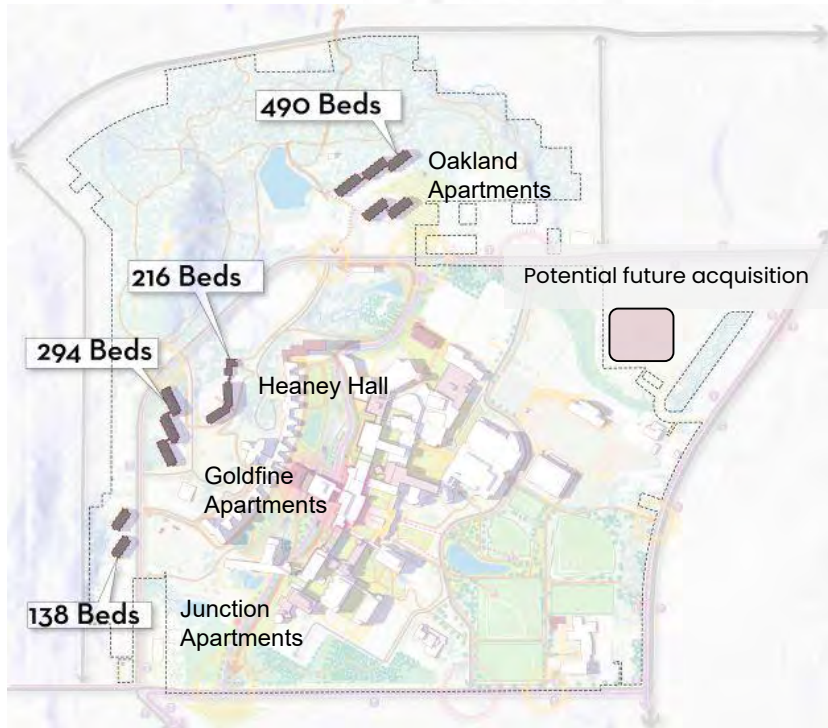 490 Beds
Oakland
Apartments
Potential future acquisition
216 Beds
294 Beds
Heaney Hall
Goldfine
Apartments
138 Beds
Junction
Apartments